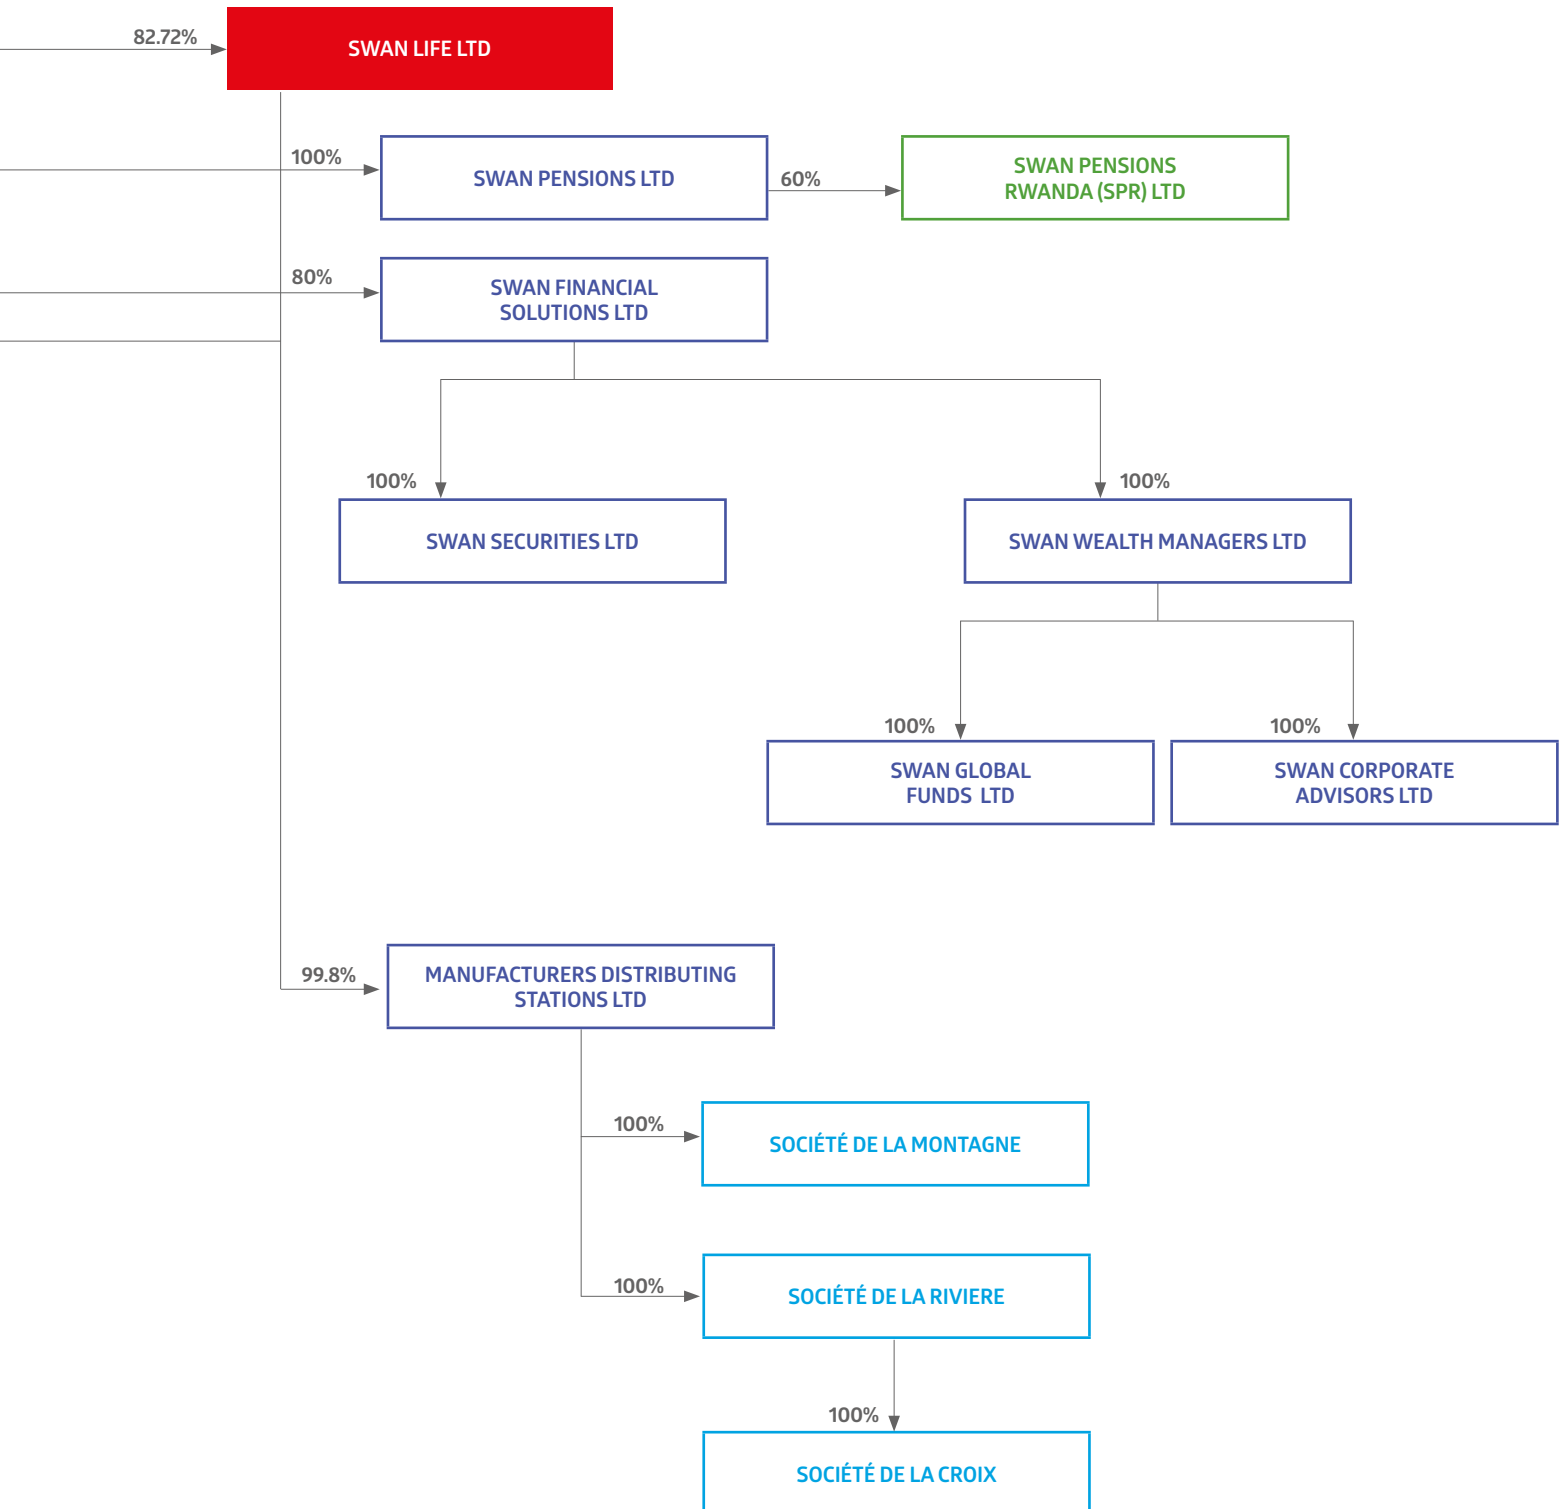 82.72%
SWAN LIFE LTD
100%
SWAN PENSIONS LTD
60%
SWAN PENSIONS
RWANDA (SPR) LTD
80%
SWAN FINANCIAL
SOLUTIONS LTD
100%
100%
SWAN SECURITIES LTD
SWAN WEALTH MANAGERS LTD
100%
100%
SWAN GLOBAL
FUNDS LTD
SWAN CORPORATE
ADVISORS LTD
99.8%
MANUFACTURERS DISTRIBUTING
STATIONS LTD
100%
SOCIÉTÉ DE LA MONTAGNE
100%
SOCIÉTÉ DE LA RIVIERE
100%
SOCIÉTÉ DE LA CROIX